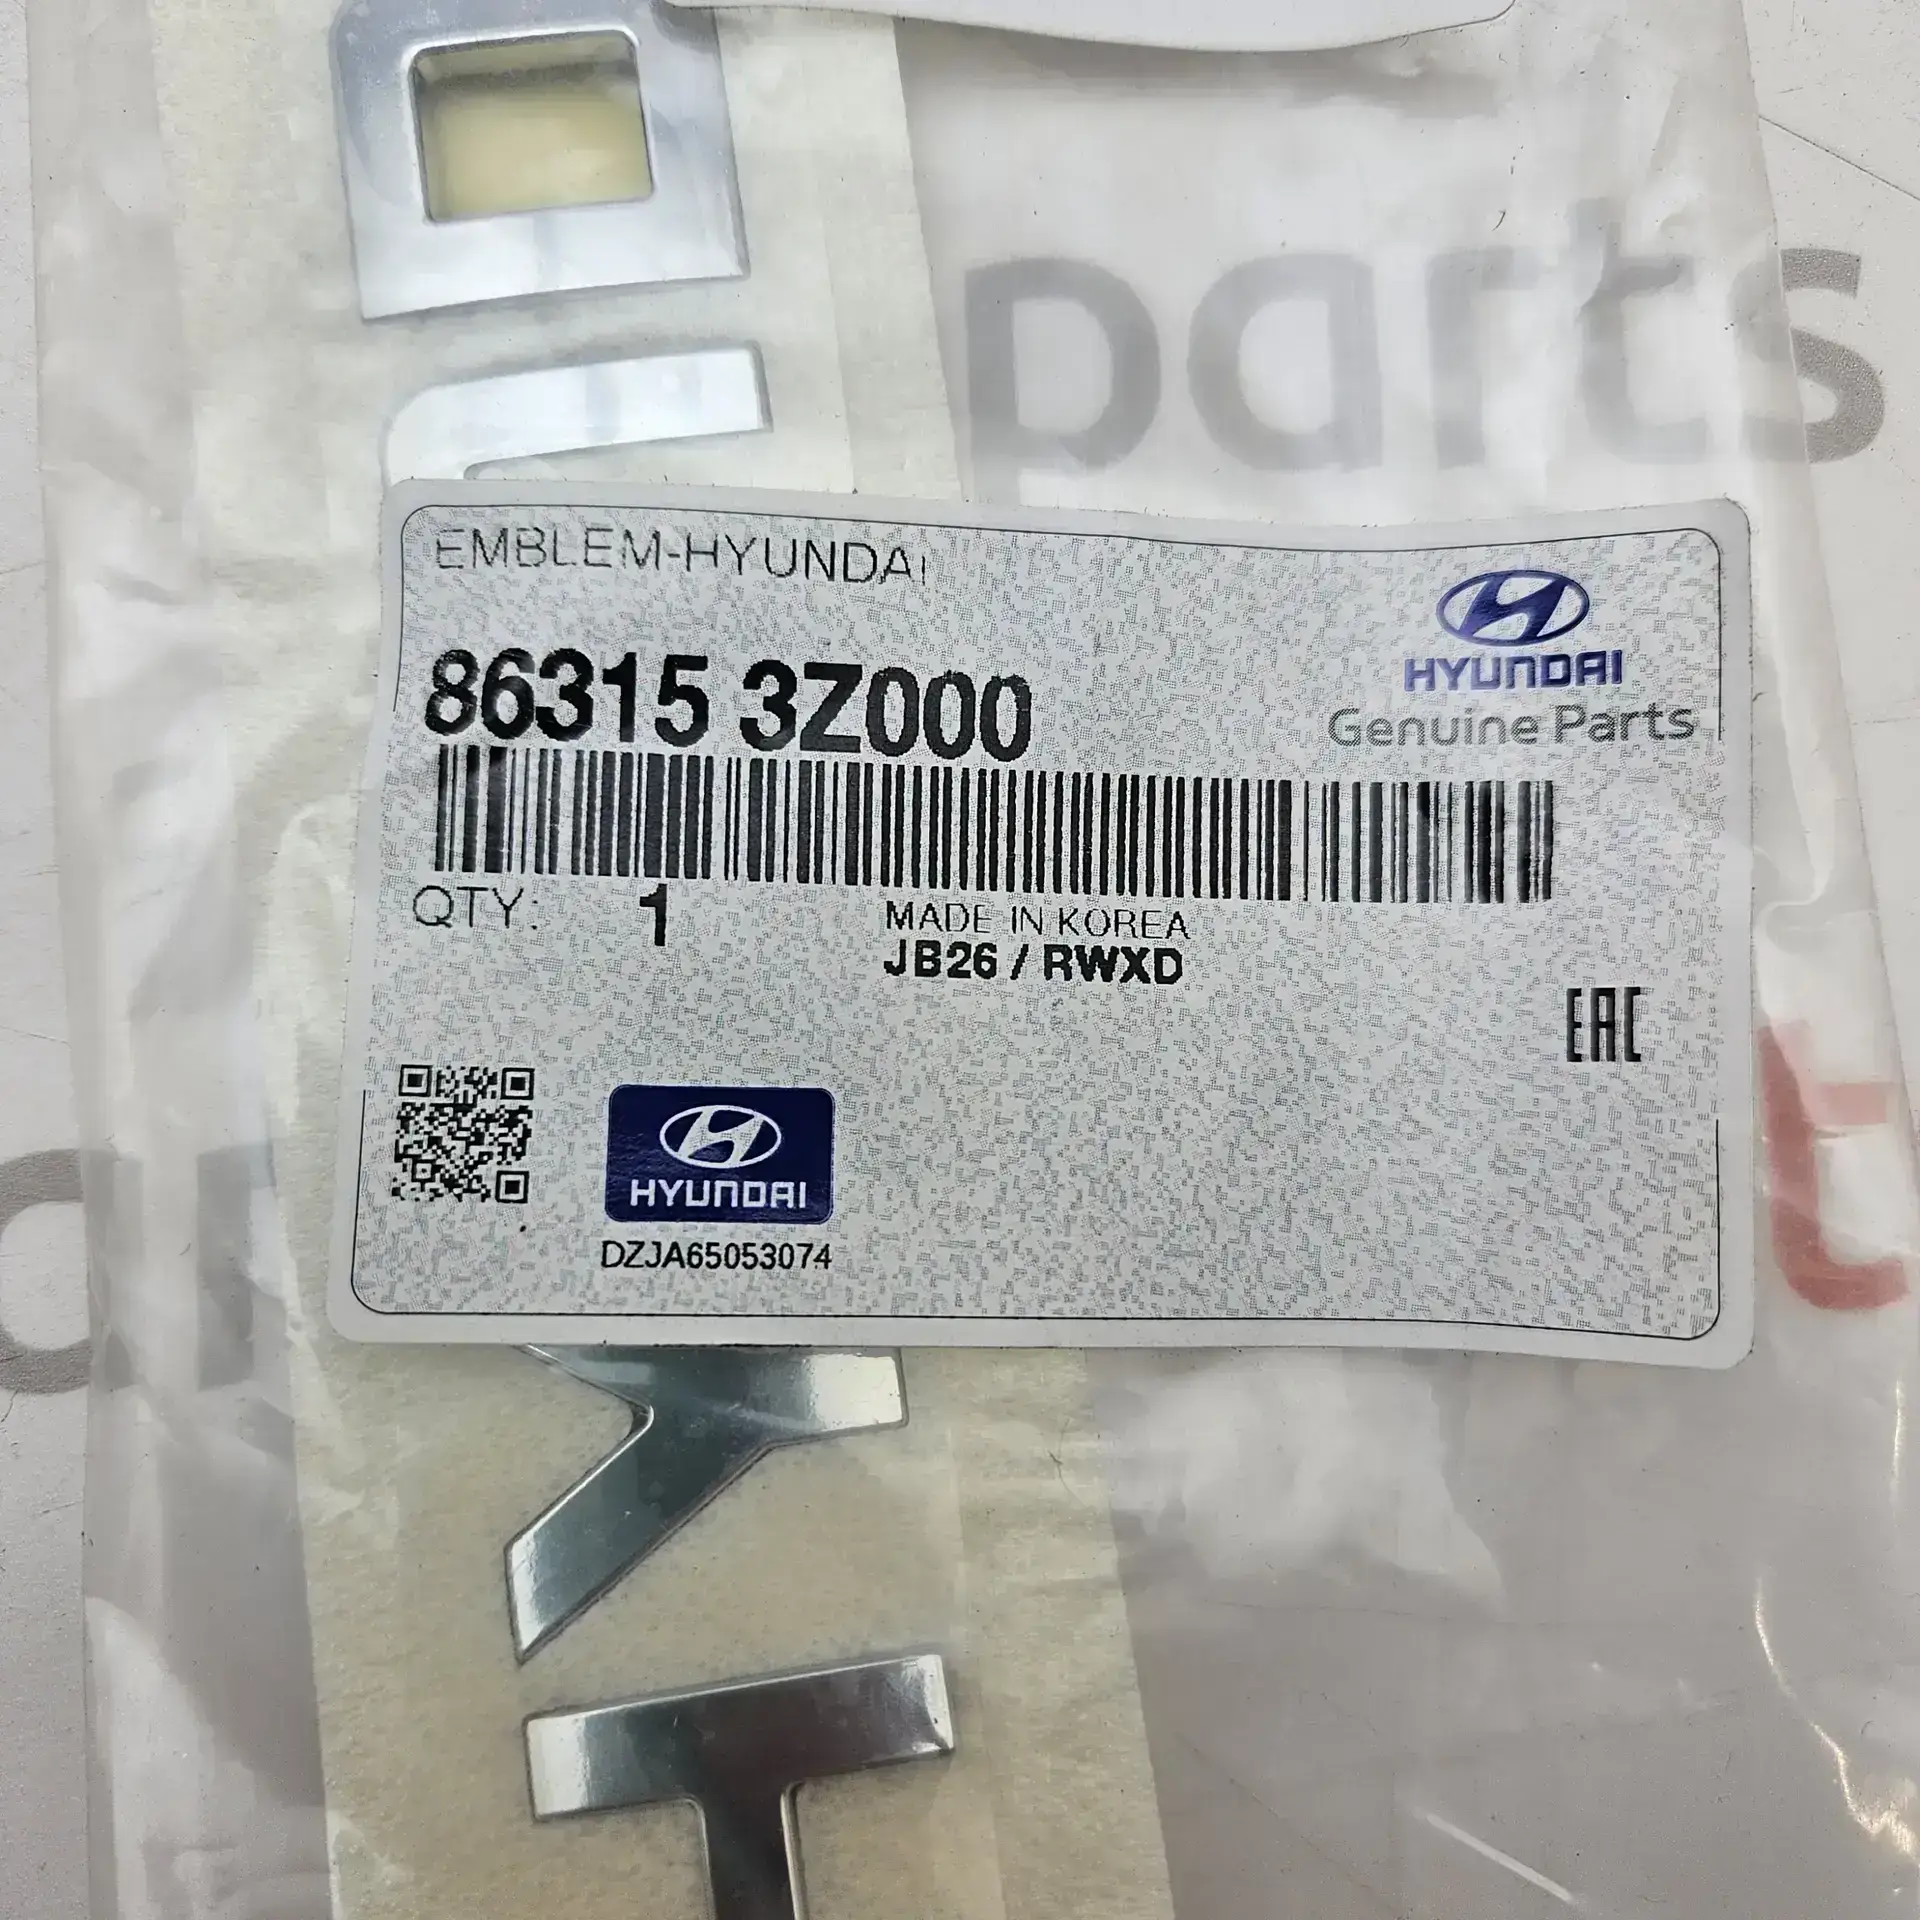 parts
EMBLEM-HYUNDAI
HYUNDAI
Genuine Parts
86315 3Z000
QTY: 1
MADE IN KOREA
JB26 / RWXD
EAC
HYUNDAI
DZJA65053074